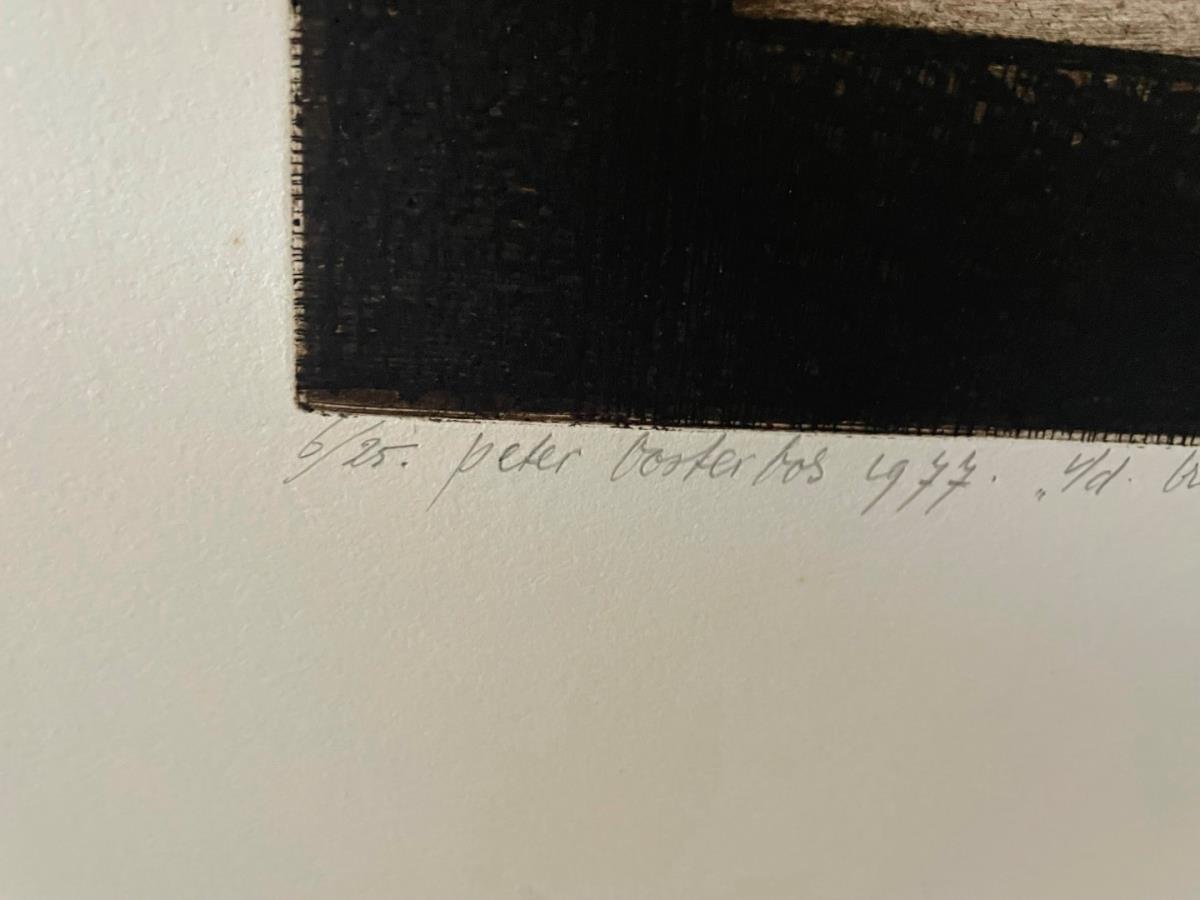 6/25. peter Oosterbos 1977. „v/d.